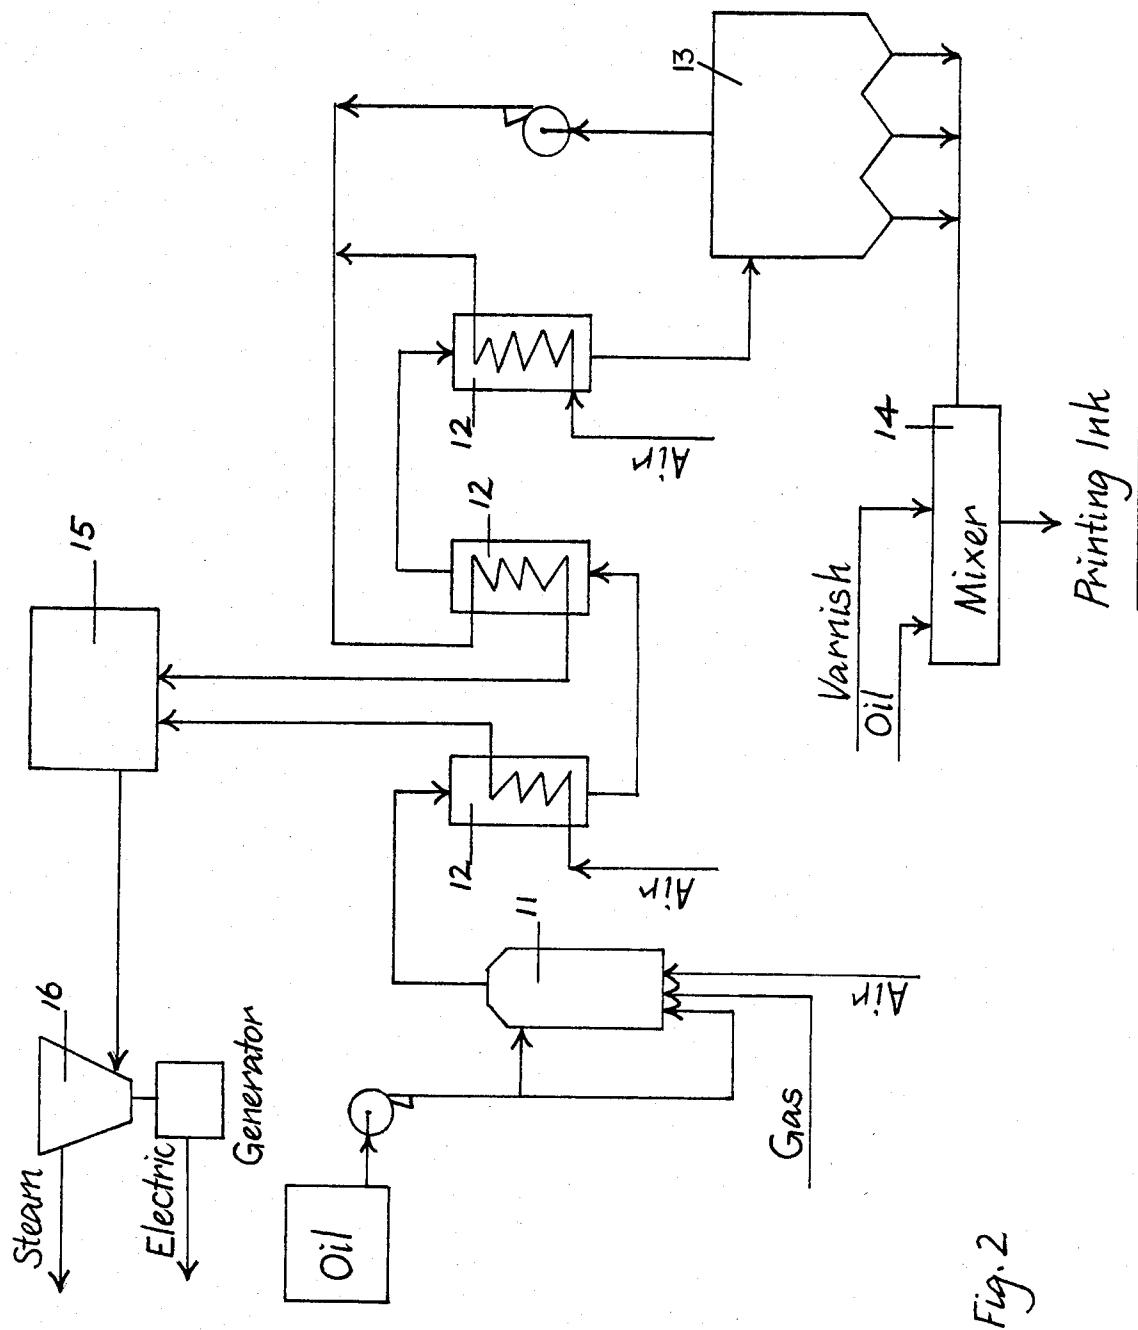 Steam
Electric
16
Generator
15
Oil
11
12
12
12
Air
Air
Air
Gas
13
14
Varnish
Oil
Mixer
Printing Ink
Fig. 2